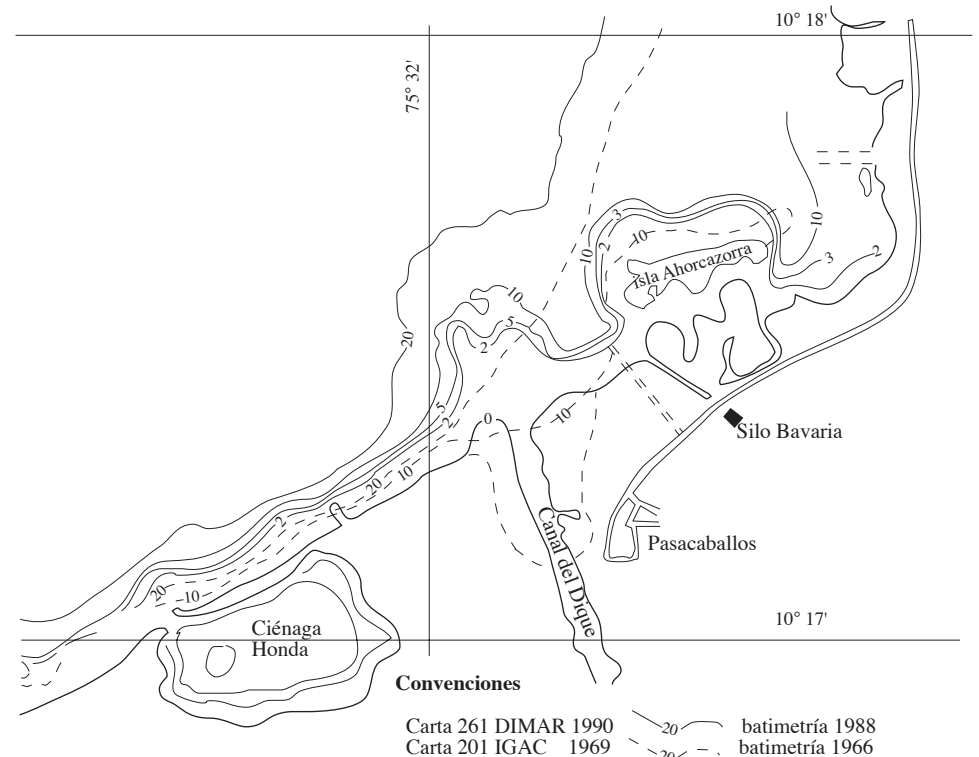 10° 18'
75° 32'
10
3
2
10
10
isla Ahorcazorra
3
2
10
5
2
20
5
2
0
10
Silo Bavaria
20
10
2
Canal del Dique
Pasacaballos
20
10
Ciénaga
Honda
10° 17'
Convenciones
Carta 261 DIMAR 1990
20
batimetría 1988
Carta 201 IGAC 1969
20
batimetría 1966